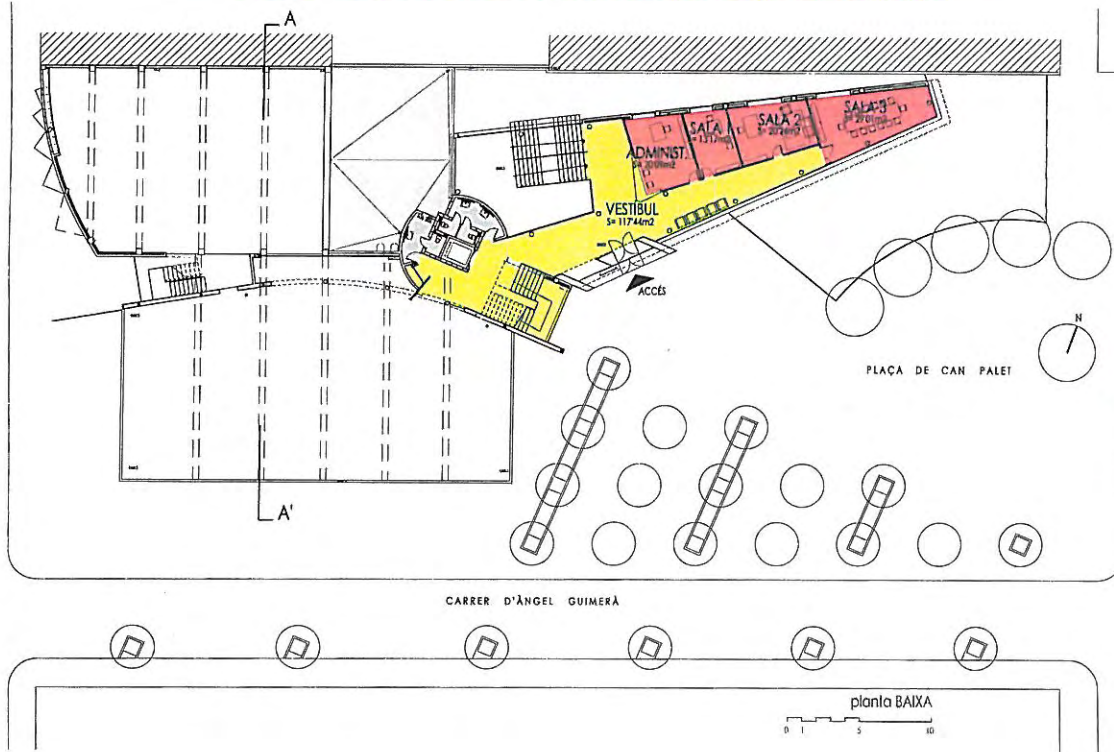 A
SALA 3
SALA 2
SALA 1
ADMINIST.
VESTIBUL
S= 117'44m2
ACCÉS
N
PLAÇA DE CAN PALET
A'
CARRER D'ÀNGEL GUIMERÀ
planta BAIXA
0 1 5 10